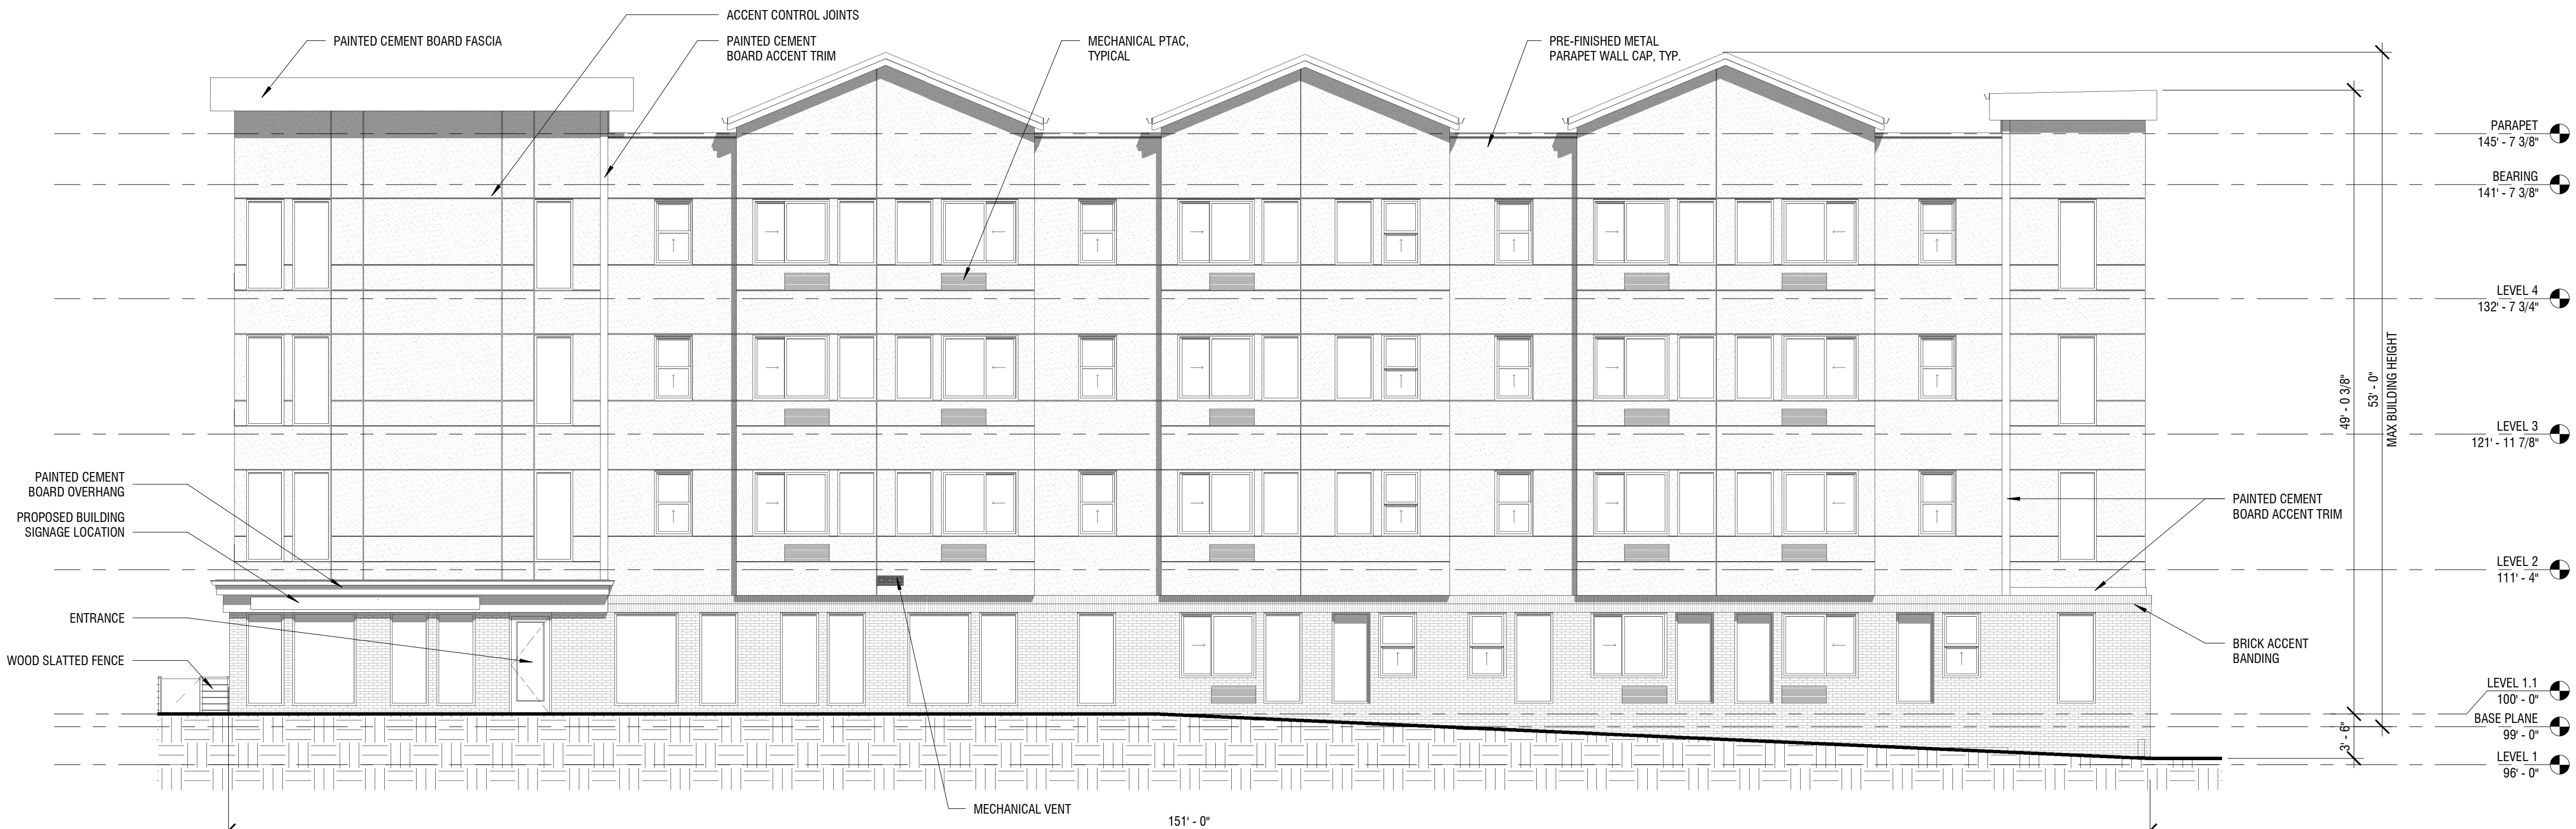 ACCENT CONTROL JOINTS
PAINTED CEMENT BOARD FASCIA
PAINTED CEMENT
BOARD ACCENT TRIM
MECHANICAL PTAC,
TYPICAL
PRE-FINISHED METAL
PARAPET WALL CAP, TYP.
PARAPET
145' - 7 3/8"
BEARING
141' - 7 3/8"
LEVEL 4
132' - 7 3/4"
49' - 0 3/8"
53' - 0"
MAX BUILDING HEIGHT
LEVEL 3
121' - 11 7/8"
PAINTED CEMENT
BOARD OVERHANG
PROPOSED BUILDING
SIGNAGE LOCATION
PAINTED CEMENT
BOARD ACCENT TRIM
LEVEL 2
111' - 4"
ENTRANCE
WOOD SLATTED FENCE
BRICK ACCENT
BANDING
LEVEL 1.1
100' - 0"
BASE PLANE
99' - 0"
3' - 6"
LEVEL 1
96' - 0"
MECHANICAL VENT
151' - 0"